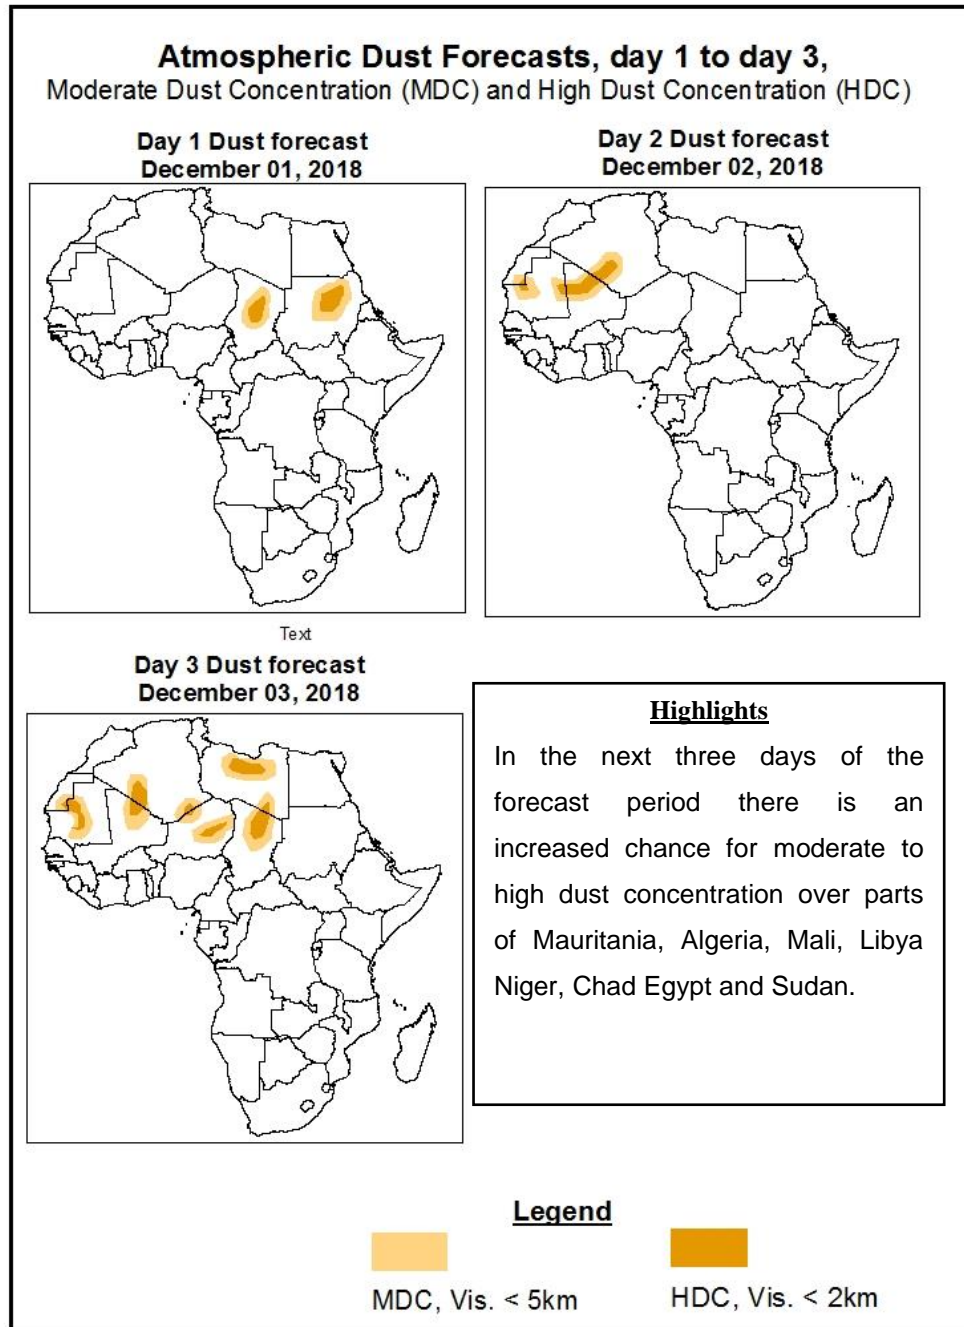 Atmospheric Dust Forecasts, day 1 to day 3,
Moderate Dust Concentration (MDC) and High Dust Concentration (HDC)
Day 1 Dust forecast
December 01, 2018
Day 2 Dust forecast
December 02, 2018
Text
Day 3 Dust forecast
December 03, 2018
Highlights
In the next three days of the
forecast period there is an
increased chance for moderate to
high dust concentration over parts
of Mauritania, Algeria, Mali, Libya
Niger, Chad Egypt and Sudan.
Legend
MDC, Vis. < 5km
HDC, Vis. < 2km